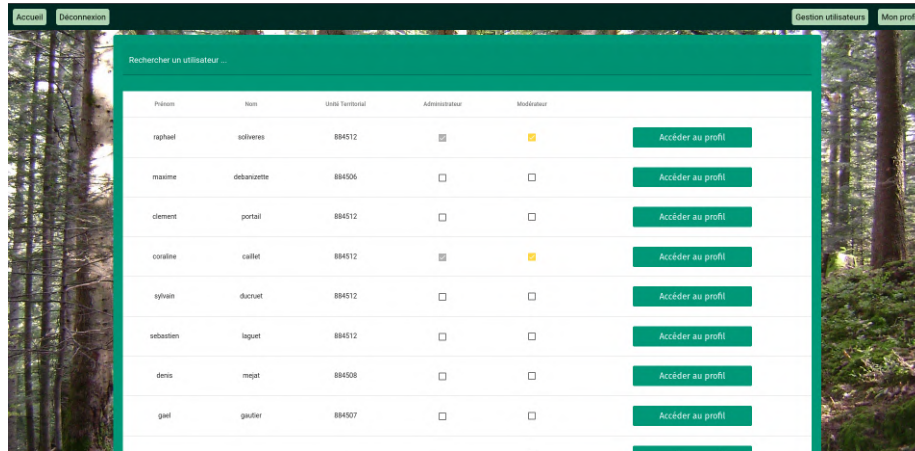 Accueil Déconnexion Gestion utilisateurs Mon prof
Rechercher un utilisateur ...
Prénom Nom Unité Territorial Administrateur Modérateur
raphael soliveres 884512 Accéder au profil
maxime debanizette 884506 Accéder au profil
clement portail 884512 Accéder au profil
coraline caillet 884512 Accéder au profil
sylvain ducruet 884512 Accéder au profil
sebastien laguet 884512 Accéder au profil
denis mejat 884508 Accéder au profil
gael gautier 884507 Accéder au profil